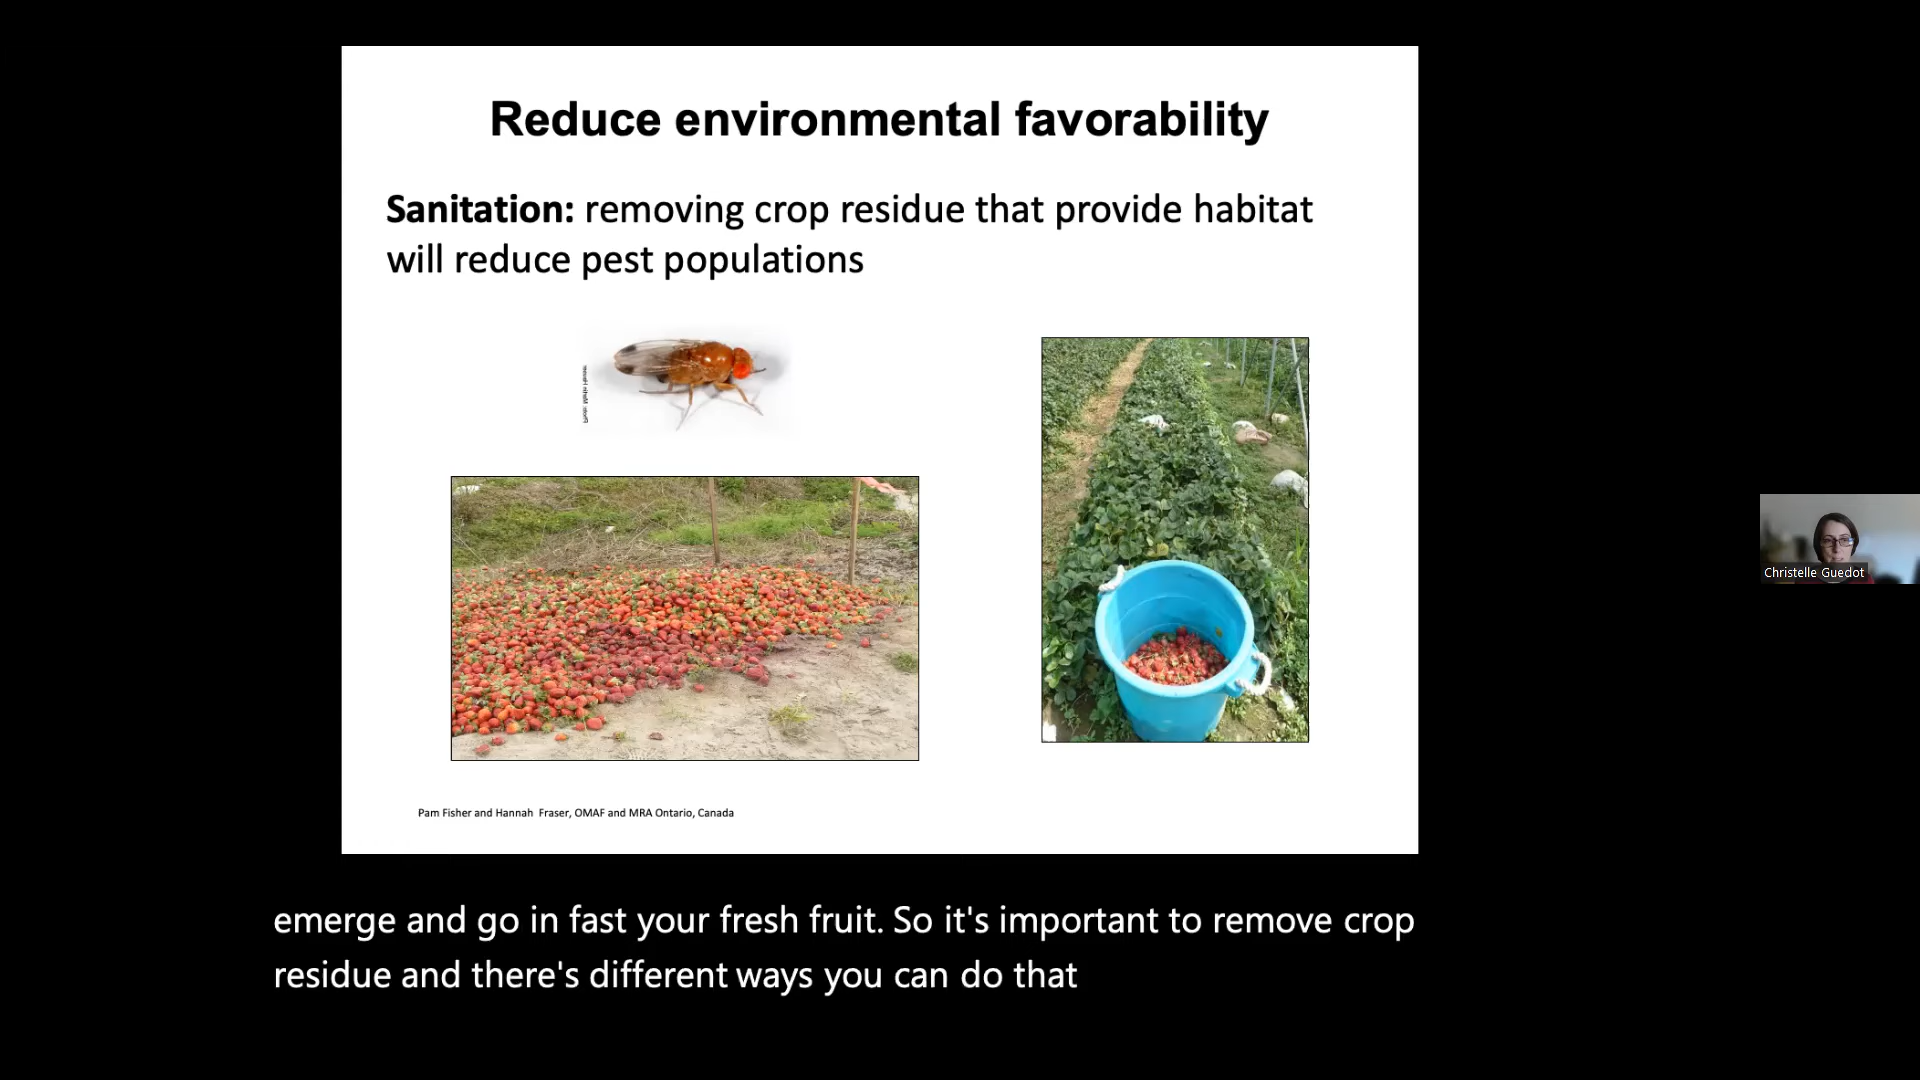 Reduce environmental favorability
Sanitation: removing crop residue that provide habitat
will reduce pest populations
Pam Fisher and Hannah Fraser, OMAF and MRA Ontario, Canada
Christelle Guedot
emerge and go in fast your fresh fruit. So it's important to remove crop
residue and there's different ways you can do that